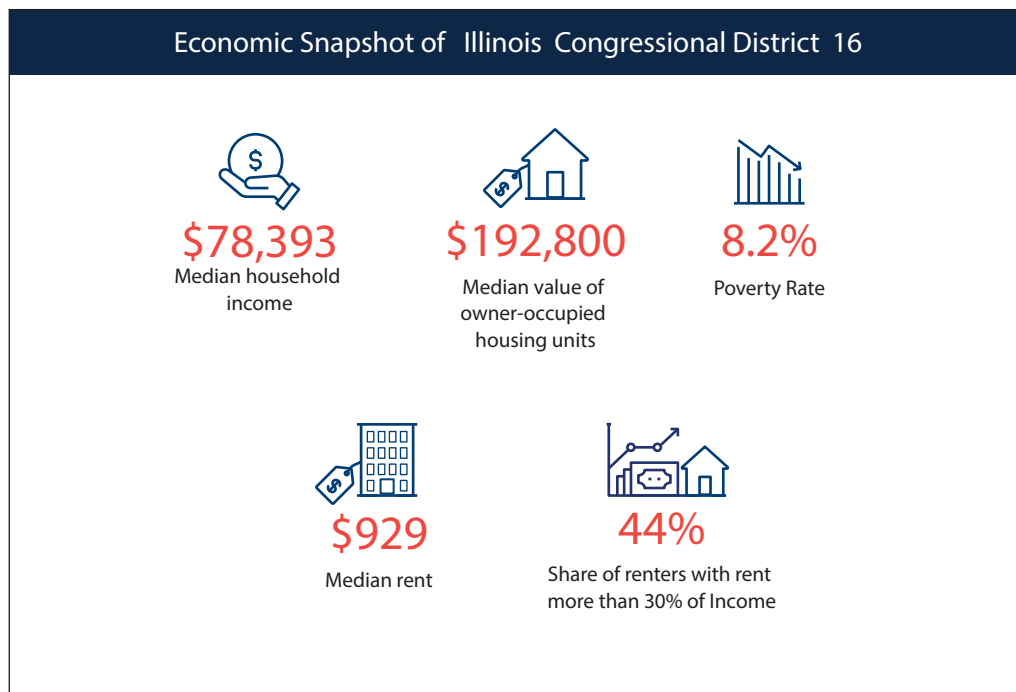 Economic Snapshot of Illinois Congressional District 16
$
$
$78,393
Median household
income
$192,800
Median value of
owner-occupied
housing units
8.2%
Poverty Rate
$
$929
Median rent
44%
Share of renters with rent
more than 30% of Income